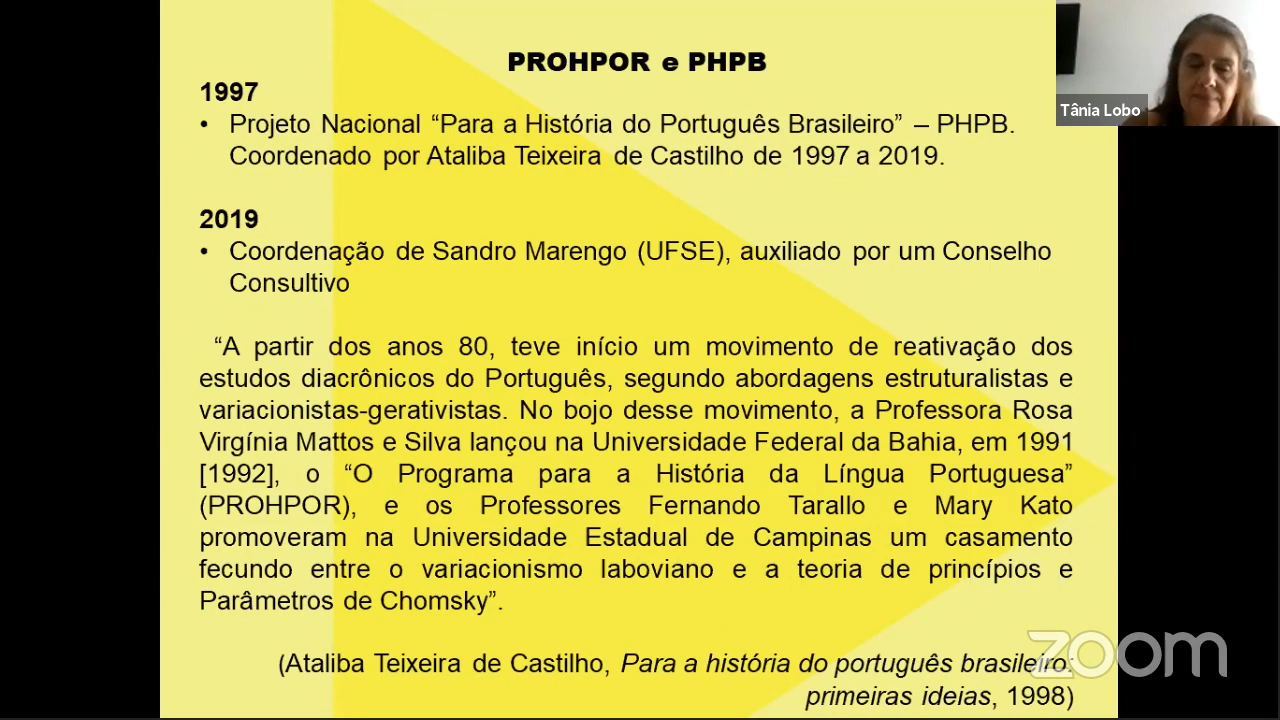 PROHPOR e PHPB
1997
• Projeto Nacional “Para a História do Português Brasileiro” – PHPB.
Coordenado por Ataliba Teixeira de Castilho de 1997 a 2019.
2019
• Coordenação de Sandro Marengo (UFSE), auxiliado por um Conselho
Consultivo
“A partir dos anos 80, teve início um movimento de reativação dos
estudos diacrônicos do Português, segundo abordagens estruturalistas e
variacionistas-gerativistas. No bojo desse movimento, a Professora Rosa
Virgínia Mattos e Silva lançou na Universidade Federal da Bahia, em 1991
[1992], o “O Programa para a História da Língua Portuguesa”
(PROHPOR), e os Professores Fernando Tarallo e Mary Kato
promoveram na Universidade Estadual de Campinas um casamento
fecundo entre o variacionismo laboviano e a teoria de princípios e
Parâmetros de Chomsky”.
(Ataliba Teixeira de Castilho, Para a história do português brasileiro:
primeiras ideias, 1998)
Tânia Lobo
zoom